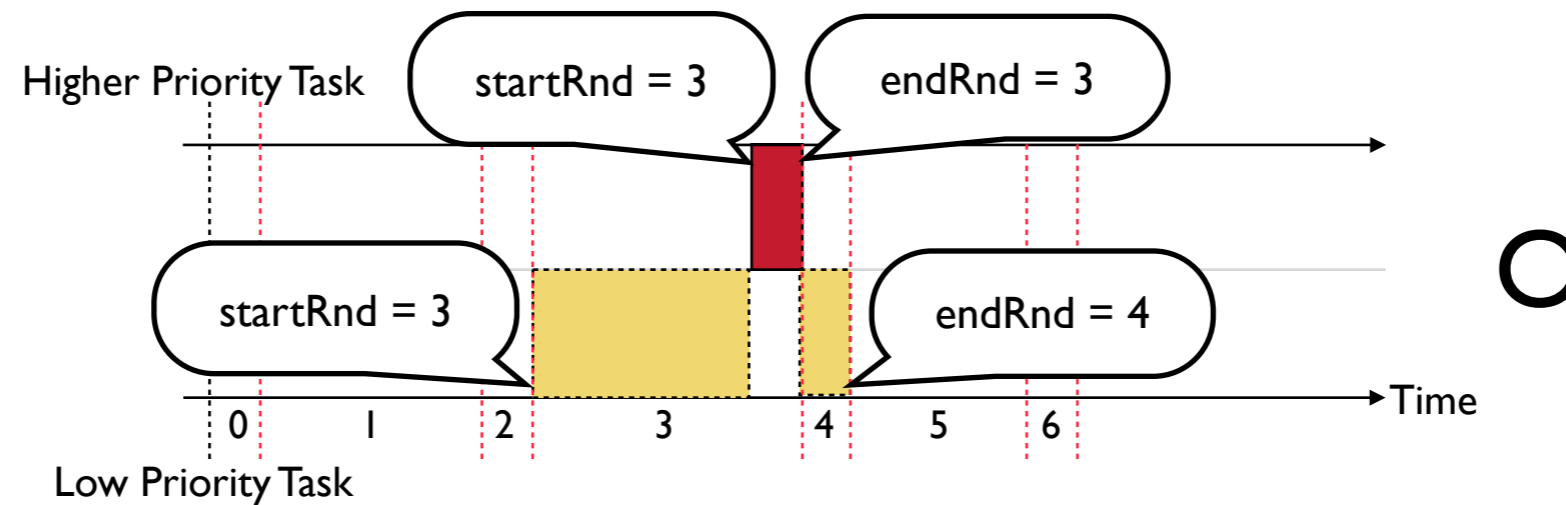 Higher Priority Task
startRnd = 3
endRnd = 3
startRnd = 3
endRnd = 4
Time
0 1 2 3 4 5 6
Low Priority Task